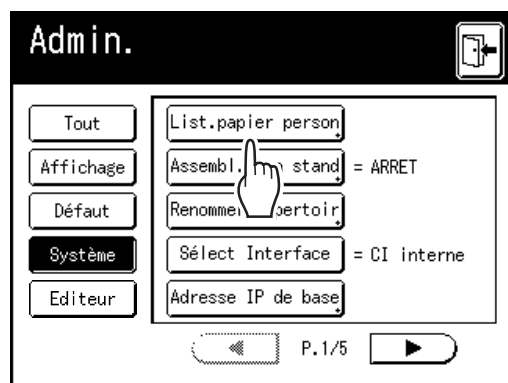 Admin.
Tout
List.papier person
Affichage
Assembl. stand = ARRET
Défaut
Système
Sélect Interface = CI interne
Editeur
Adresse IP de base
P.1/5